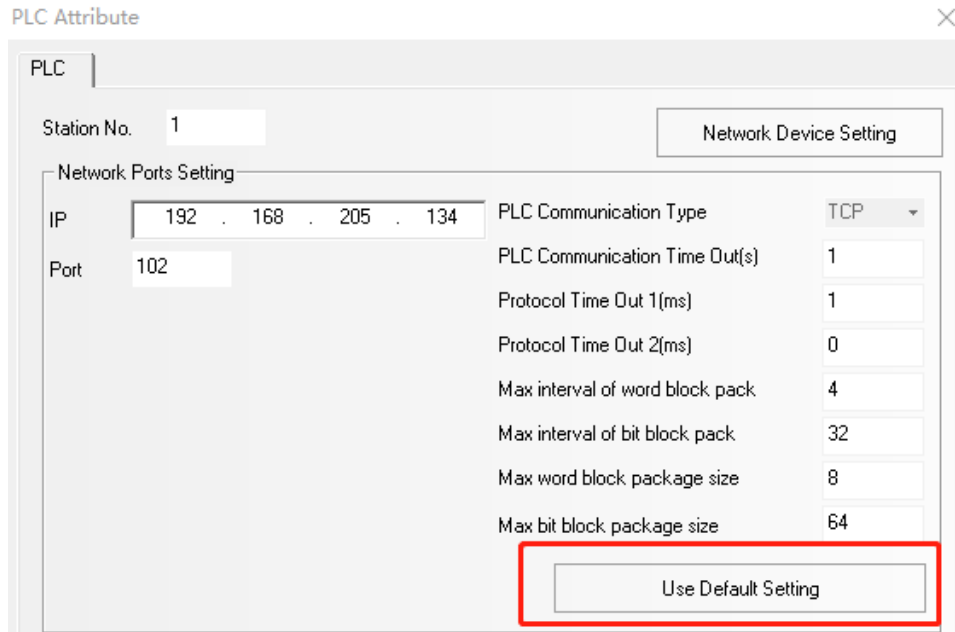 PLC Attribute
PLC
Station No. 1
Network Device Setting
Network Ports Setting
IP 192 . 168 . 205 . 134
Port 102
PLC Communication Type TCP
PLC Communication Time Out(s) 1
Protocol Time Out 1(ms) 1
Protocol Time Out 2(ms) 0
Max interval of word block pack 4
Max interval of bit block pack 32
Max word block package size 8
Max bit block package size 64
Use Default Setting